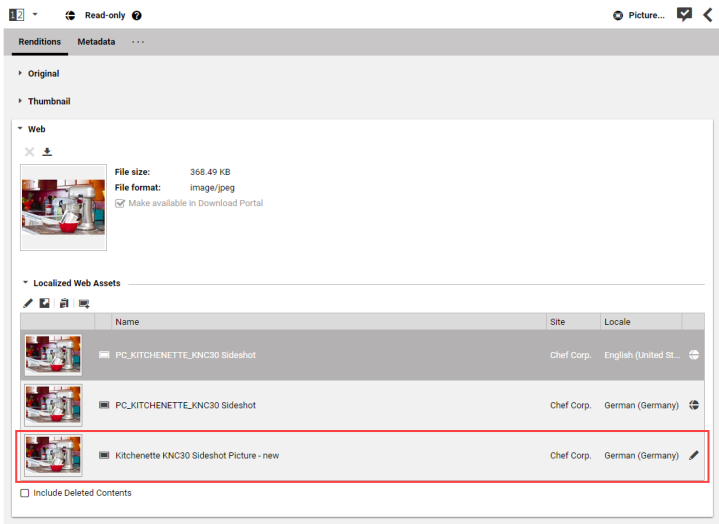 12 Read-only Picture...
Renditions Metadata ...
Original
Thumbnail
Web
File size: 368.49 KB
File format: image/jpeg
Make available in Download Portal
Localized Web Assets
Name Site Locale
PC_KITCHENETTE_KNC30 Sideshot Chef Corp. English (United St...
PC_KITCHENETTE_KNC30 Sideshot Chef Corp. German (Germany)
Kitchenette KNC30 Sideshot Picture - new Chef Corp. German (Germany)
Include Deleted Contents